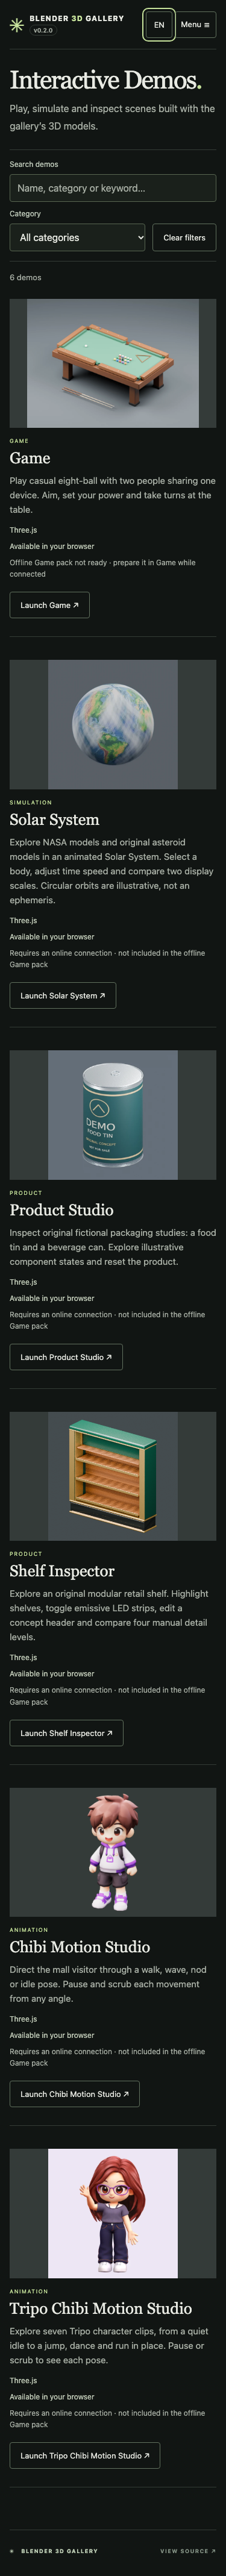 BLENDER 3D GALLERY
v0.2.0
EN
Menu ≡
Interactive Demos.
Play, simulate and inspect scenes built with the
gallery's 3D models.
Search demos
Name, category or keyword...
Category
All categories
Clear filters
6 demos
GAME
Game
Play casual eight-ball with two people sharing one
device. Aim, set your power and take turns at the
table.
Three.js
Available in your browser
Offline Game pack not ready · prepare it in Game while
connected
Launch Game ↗
SIMULATION
Solar System
Explore NASA models and original asteroid
models in an animated Solar System. Select a
body, adjust time speed and compare two display
scales. Circular orbits are illustrative, not an
ephemeris.
Three.js
Available in your browser
Requires an online connection · not included in the offline
Game pack
Launch Solar System ↗
DEMO
FOOD TIN
PRODUCT
Product Studio
Inspect original fictional packaging studies: a food
tin and a beverage can. Explore illustrative
component states and reset the product.
Three.js
Available in your browser
Requires an online connection · not included in the offline
Game pack
Launch Product Studio ↗
PRODUCT
Shelf Inspector
Explore an original modular retail shelf. Highlight
shelves, toggle emissive LED strips, edit a
concept header and compare four manual detail
levels.
Three.js
Available in your browser
Requires an online connection · not included in the offline
Game pack
Launch Shelf Inspector ↗
ANIMATION
Chibi Motion Studio
Direct the mall visitor through a walk, wave, nod
or idle pose. Pause and scrub each movement
from any angle.
Three.js
Available in your browser
Requires an online connection · not included in the offline
Game pack
Launch Chibi Motion Studio ↗
ANIMATION
Tripo Chibi Motion Studio
Explore seven Tripo character clips, from a quiet
idle to a jump, dance and run in place. Pause or
scrub to see each pose.
Three.js
Available in your browser
Requires an online connection · not included in the offline
Game pack
Launch Tripo Chibi Motion Studio ↗
BLENDER 3D GALLERY
VIEW SOURCE ↗